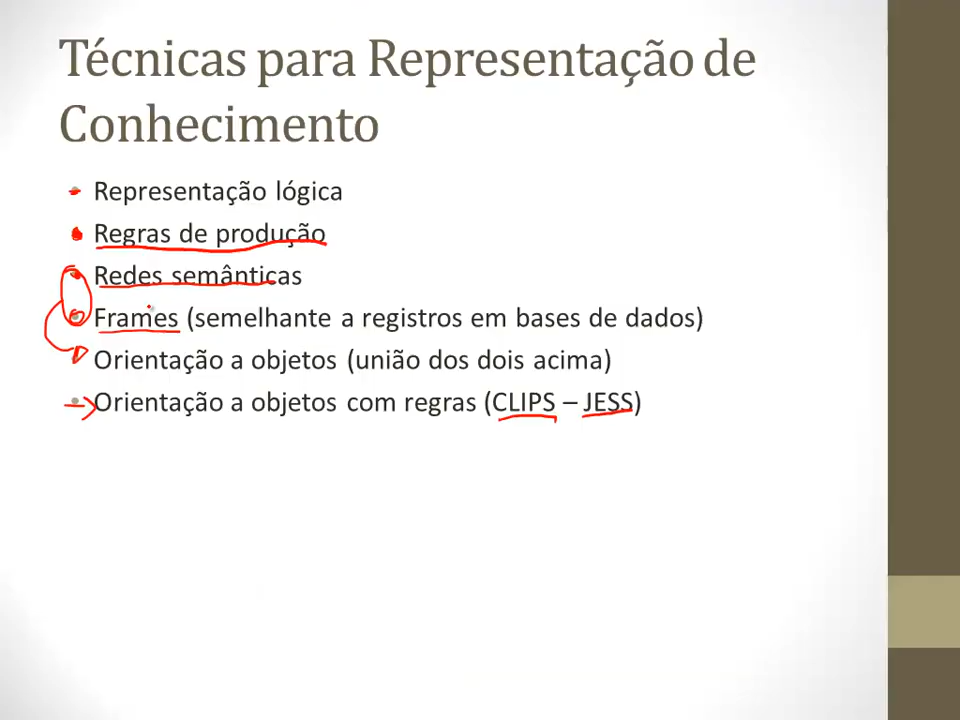 Técnicas para Representação de
Conhecimento
Representação lógica
Regras de produção
Redes semânticas
Frames (semelhante a registros em bases de dados)
Orientação a objetos (união dos dois acima)
Orientação a objetos com regras (CLIPS – JESS)